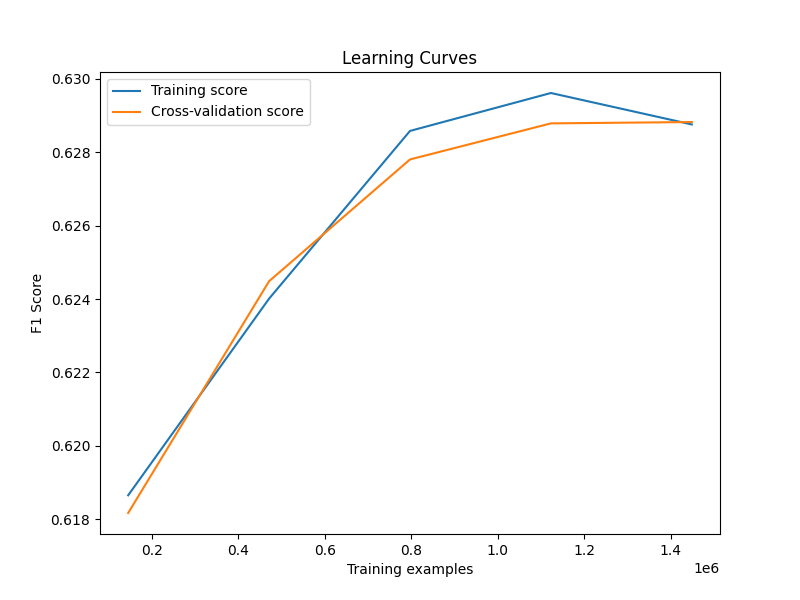 Learning Curves
Training score
Cross-validation score
F1 Score
0.630
0.628
0.626
0.624
0.622
0.620
0.618
0.2 0.4 0.6 0.8 1.0 1.2 1.4
1e6
Training examples